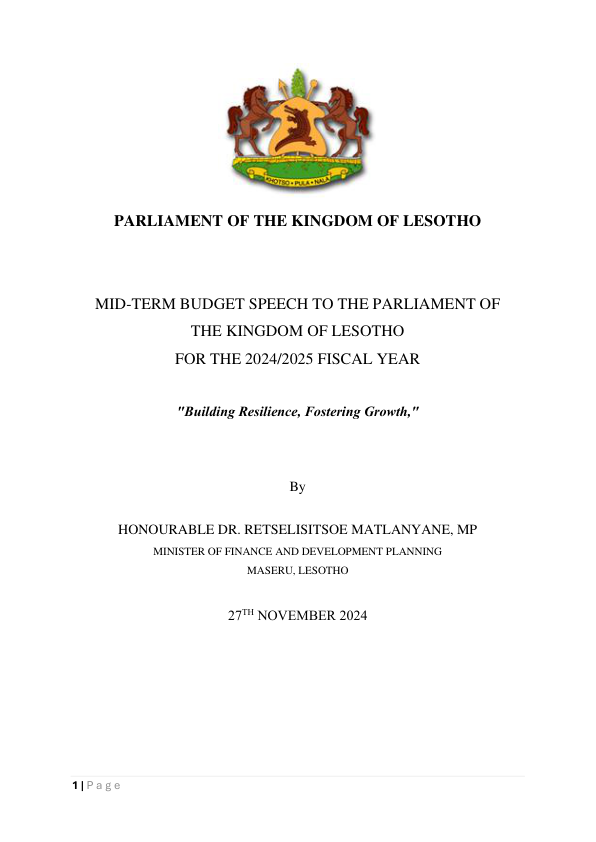 KHOTSO • PULA • NALA
PARLIAMENT OF THE KINGDOM OF LESOTHO
MID-TERM BUDGET SPEECH TO THE PARLIAMENT OF
THE KINGDOM OF LESOTHO
FOR THE 2024/2025 FISCAL YEAR
"Building Resilience, Fostering Growth,"
By
HONOURABLE DR. RETSELISITSOE MATLANYANE, MP
MINISTER OF FINANCE AND DEVELOPMENT PLANNING
MASERU, LESOTHO
27TH NOVEMBER 2024
1 | Page